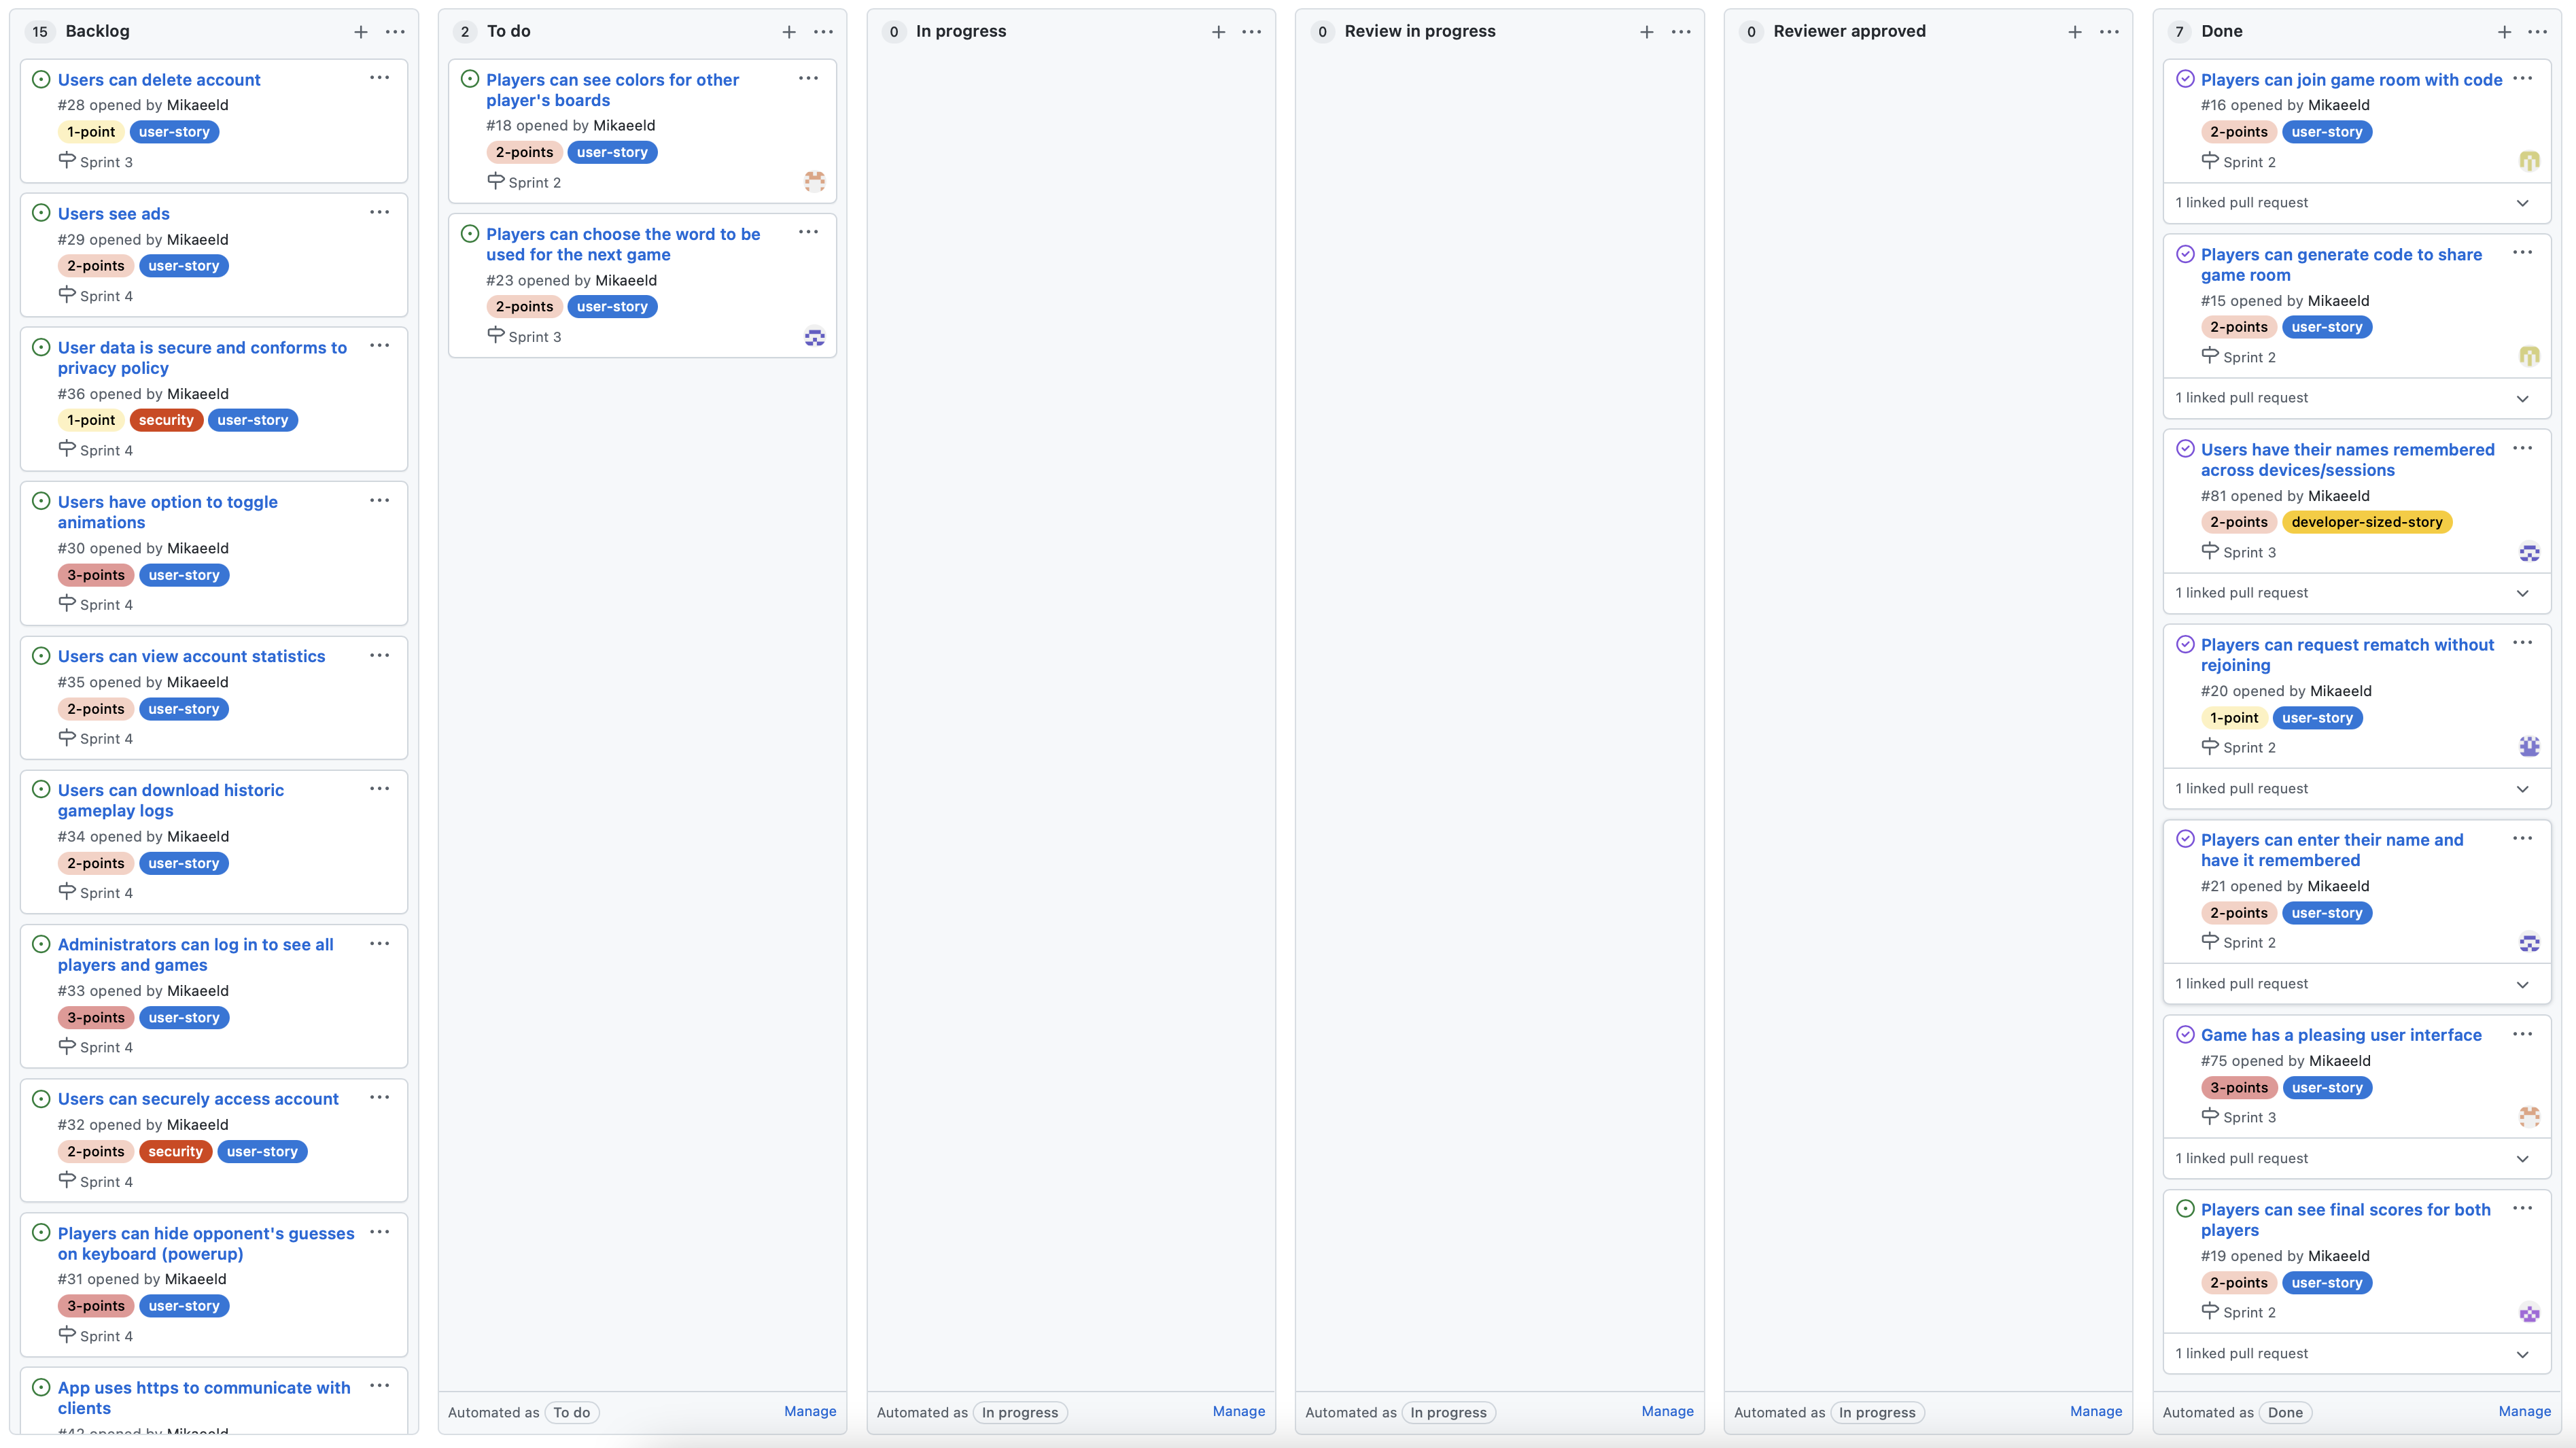 15 Backlog
Users can delete account
#28 opened by Mikaeeld
1-point user-story
Sprint 3
Users see ads
#29 opened by Mikaeeld
2-points user-story
Sprint 4
User data is secure and conforms to
privacy policy
#36 opened by Mikaeeld
1-point security user-story
Sprint 4
Users have option to toggle
animations
#30 opened by Mikaeeld
3-points user-story
Sprint 4
Users can view account statistics
#35 opened by Mikaeeld
2-points user-story
Sprint 4
Users can download historic
gameplay logs
#34 opened by Mikaeeld
2-points user-story
Sprint 4
Administrators can log in to see all
players and games
#33 opened by Mikaeeld
3-points user-story
Sprint 4
Users can securely access account
#32 opened by Mikaeeld
2-points security user-story
Sprint 4
Players can hide opponent's guesses
on keyboard (powerup)
#31 opened by Mikaeeld
3-points user-story
Sprint 4
App uses https to communicate with
clients
opened by Mikaeeld
2 To do
Players can see colors for other
player's boards
#18 opened by Mikaeeld
2-points user-story
Sprint 2
Players can choose the word to be
used for the next game
#23 opened by Mikaeeld
2-points user-story
Sprint 3
Automated as To do Manage
0 In progress
Automated as In progress Manage
0 Review in progress
Automated as In progress Manage
0 Reviewer approved
Automated as In progress Manage
7 Done
Players can join game room with code
#16 opened by Mikaeeld
2-points user-story
Sprint 2
1 linked pull request
Players can generate code to share
game room
#15 opened by Mikaeeld
2-points user-story
Sprint 2
1 linked pull request
Users have their names remembered
across devices/sessions
#81 opened by Mikaeeld
2-points developer-sized-story
Sprint 3
1 linked pull request
Players can request rematch without
rejoining
#20 opened by Mikaeeld
1-point user-story
Sprint 2
1 linked pull request
Players can enter their name and
have it remembered
#21 opened by Mikaeeld
2-points user-story
Sprint 2
1 linked pull request
Game has a pleasing user interface
#75 opened by Mikaeeld
3-points user-story
Sprint 3
1 linked pull request
Players can see final scores for both
players
#19 opened by Mikaeeld
2-points user-story
Sprint 2
1 linked pull request
Automated as Done Manage